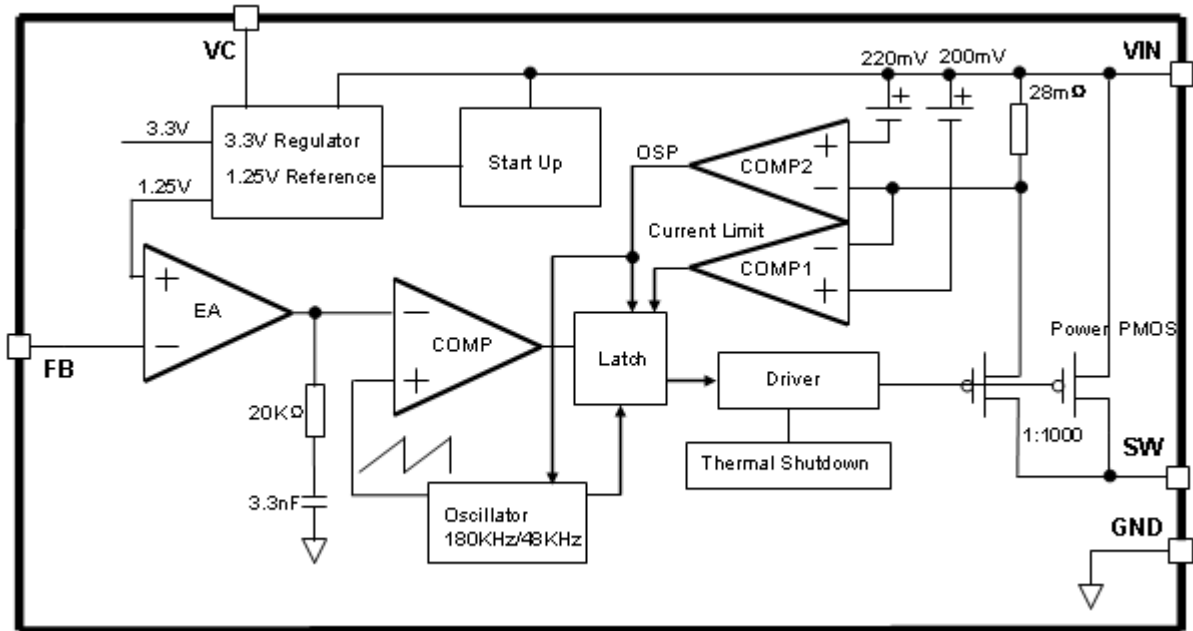 VC
220mV
200mV
VIN
28mΩ
3.3V
3.3V Regulator
1.25V Reference
1.25V
Start Up
OSP
COMP2
+
−
Current Limit
COMP1
−
+
EA
+
−
FB
COMP
−
+
Latch
Driver
Power PMOS
1:1000
Thermal Shutdown
SW
20KΩ
3.3nF
Oscillator
180KHz/48KHz
GND
+
+